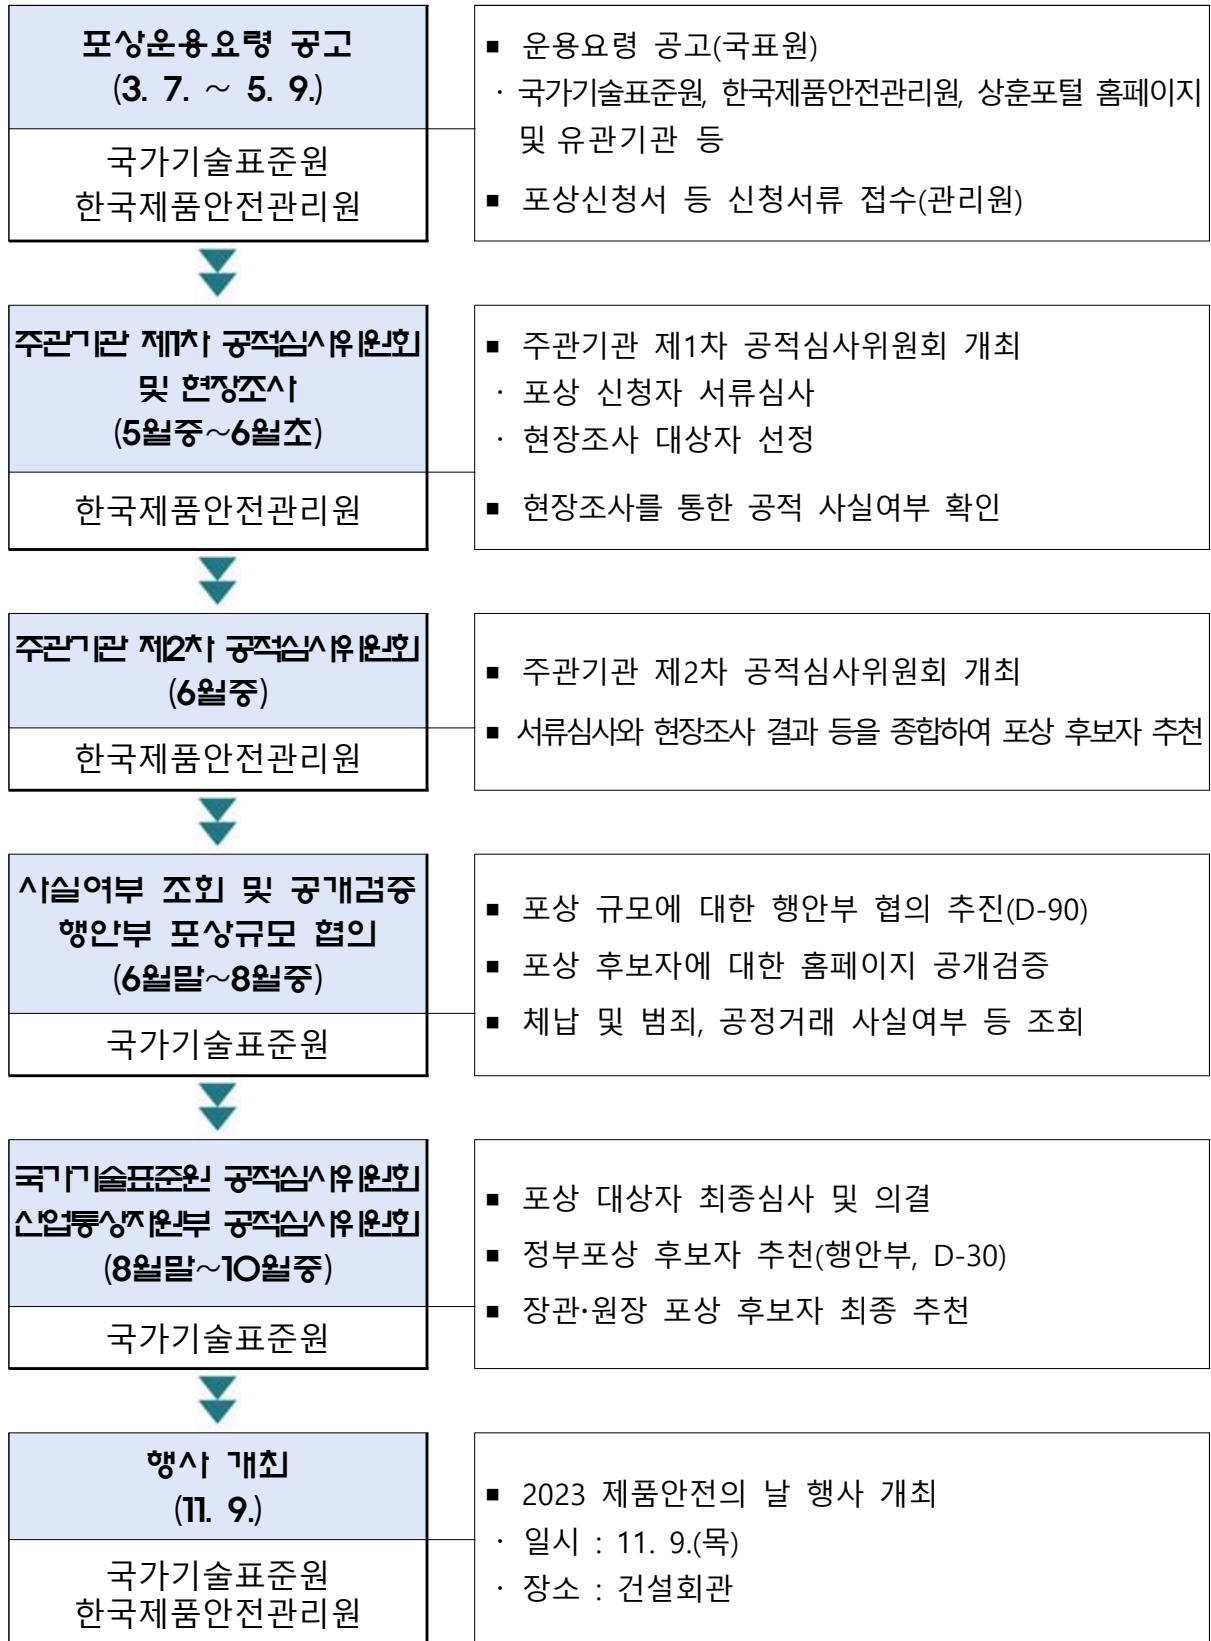 포상운용요령 공고
(3. 7. ~ 5. 9.)
국가기술표준원
한국제품안전관리원
▪ 운용요령 공고(국표원)
· 국가기술표준원, 한국제품안전관리원, 상훈포털 홈페이지
및 유관기관 등
▪ 포상신청서 등 신청서류 접수(관리원)
주관기관 제1차 공적심사위원회
및 현장조사
(5월중~6월초)
한국제품안전관리원
▪ 주관기관 제1차 공적심사위원회 개최
· 포상 신청자 서류심사
· 현장조사 대상자 선정
▪ 현장조사를 통한 공적 사실여부 확인
주관기관 제2차 공적심사위원회
(6월중)
한국제품안전관리원
▪ 주관기관 제2차 공적심사위원회 개최
▪ 서류심사와 현장조사 결과 등을 종합하여 포상 후보자 추천
사실여부 조회 및 공개검증
행안부 포상규모 협의
(6월말~8월중)
국가기술표준원
▪ 포상 규모에 대한 행안부 협의 추진(D-90)
▪ 포상 후보자에 대한 홈페이지 공개검증
▪ 체납 및 범죄, 공정거래 사실여부 등 조회
국가기술표준원 공적심사위원회
산업통상자원부 공적심사위원회
(8월말~10월중)
국가기술표준원
▪ 포상 대상자 최종심사 및 의결
▪ 정부포상 후보자 추천(행안부, D-30)
▪ 장관·원장 포상 후보자 최종 추천
행사 개최
(11. 9.)
국가기술표준원
한국제품안전관리원
▪ 2023 제품안전의 날 행사 개최
· 일시 : 11. 9.(목)
· 장소 : 건설회관